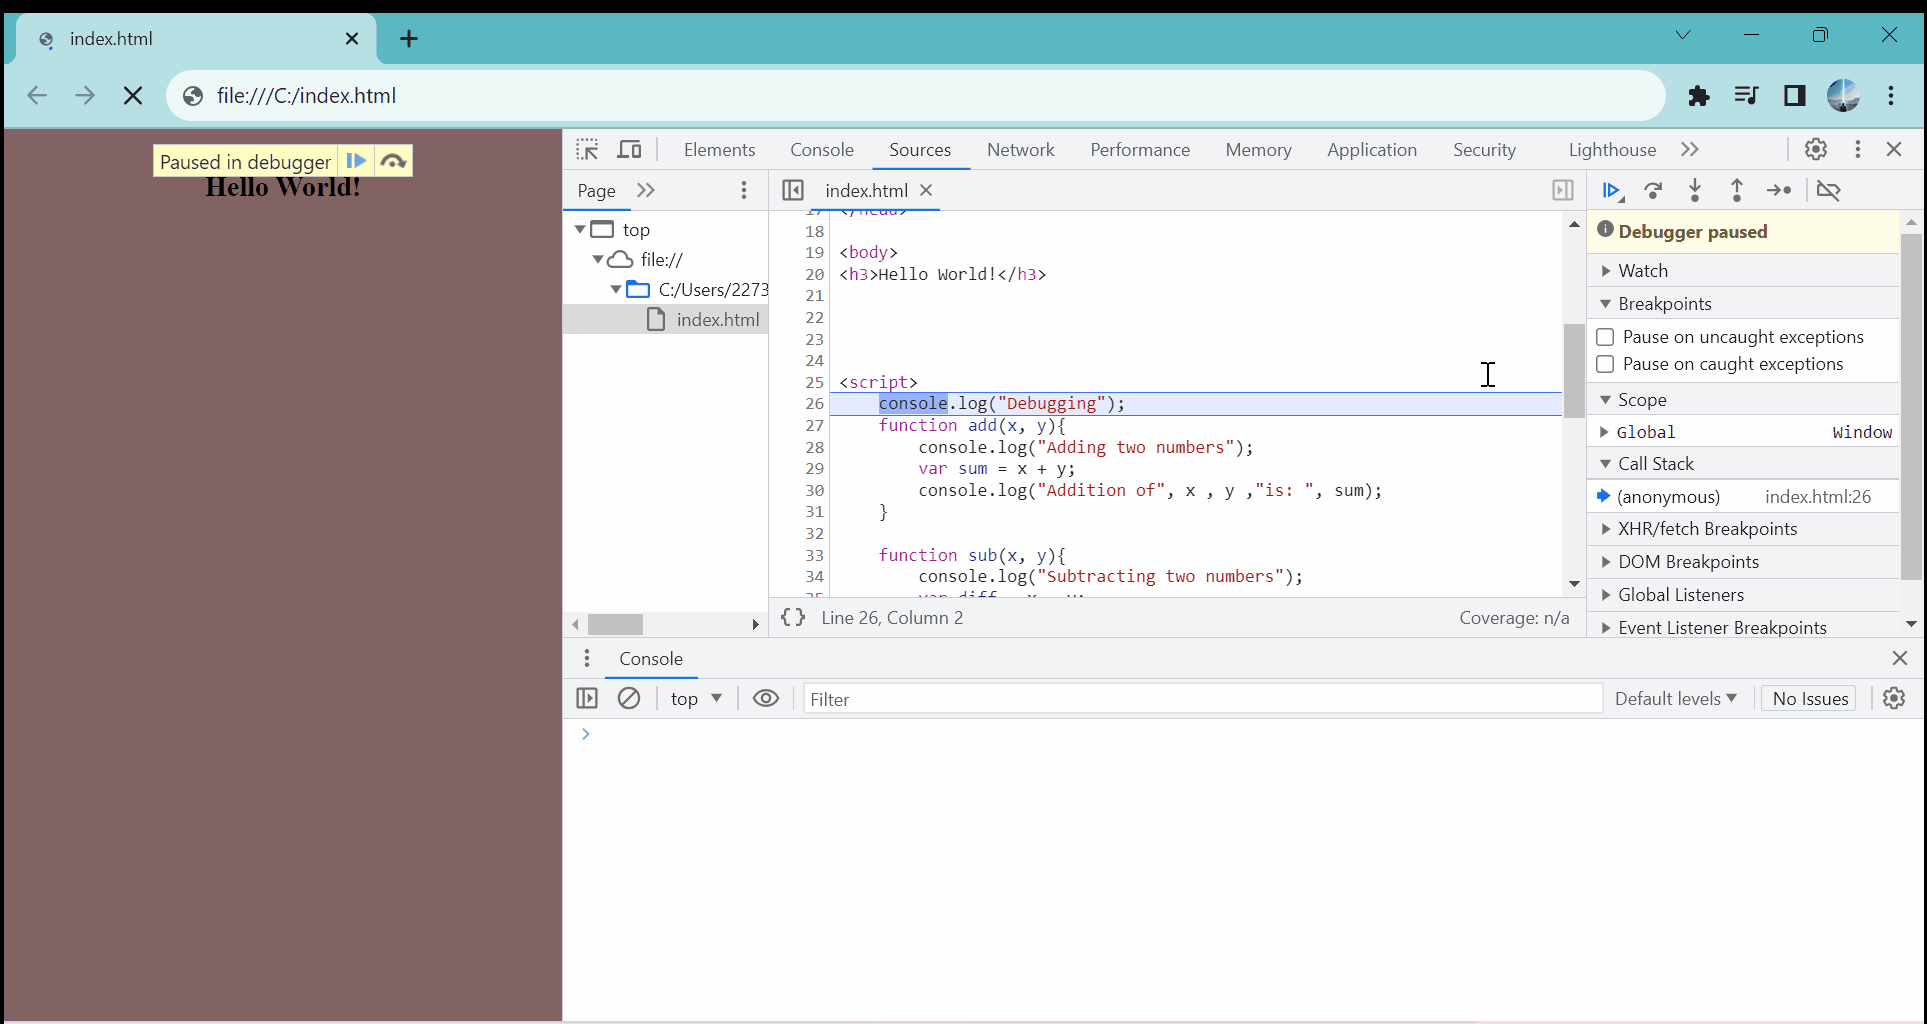 index.html
file:///C:/index.html
Paused in debugger
Hello World!
Elements Console Sources Network Performance Memory Application Security Lighthouse
Page
index.html
top
file://
C:/Users/2273
index.html
17 </head>
18
19 <body>
20 <h3>Hello World!</h3>
21
22
23
24
25 <script>
26 console.log("Debugging");
27 function add(x, y){
28 console.log("Adding two numbers");
29 var sum = x + y;
30 console.log("Addition of", x , y ,"is: ", sum);
31 }
32
33 function sub(x, y){
34 console.log("Subtracting two numbers");
{} Line 26, Column 2 Coverage: n/a
Debugger paused
Watch
Breakpoints
Pause on uncaught exceptions
Pause on caught exceptions
Scope
Global Window
Call Stack
(anonymous) index.html:26
XHR/fetch Breakpoints
DOM Breakpoints
Global Listeners
Event Listener Breakpoints
Console
top Filter Default levels No Issues